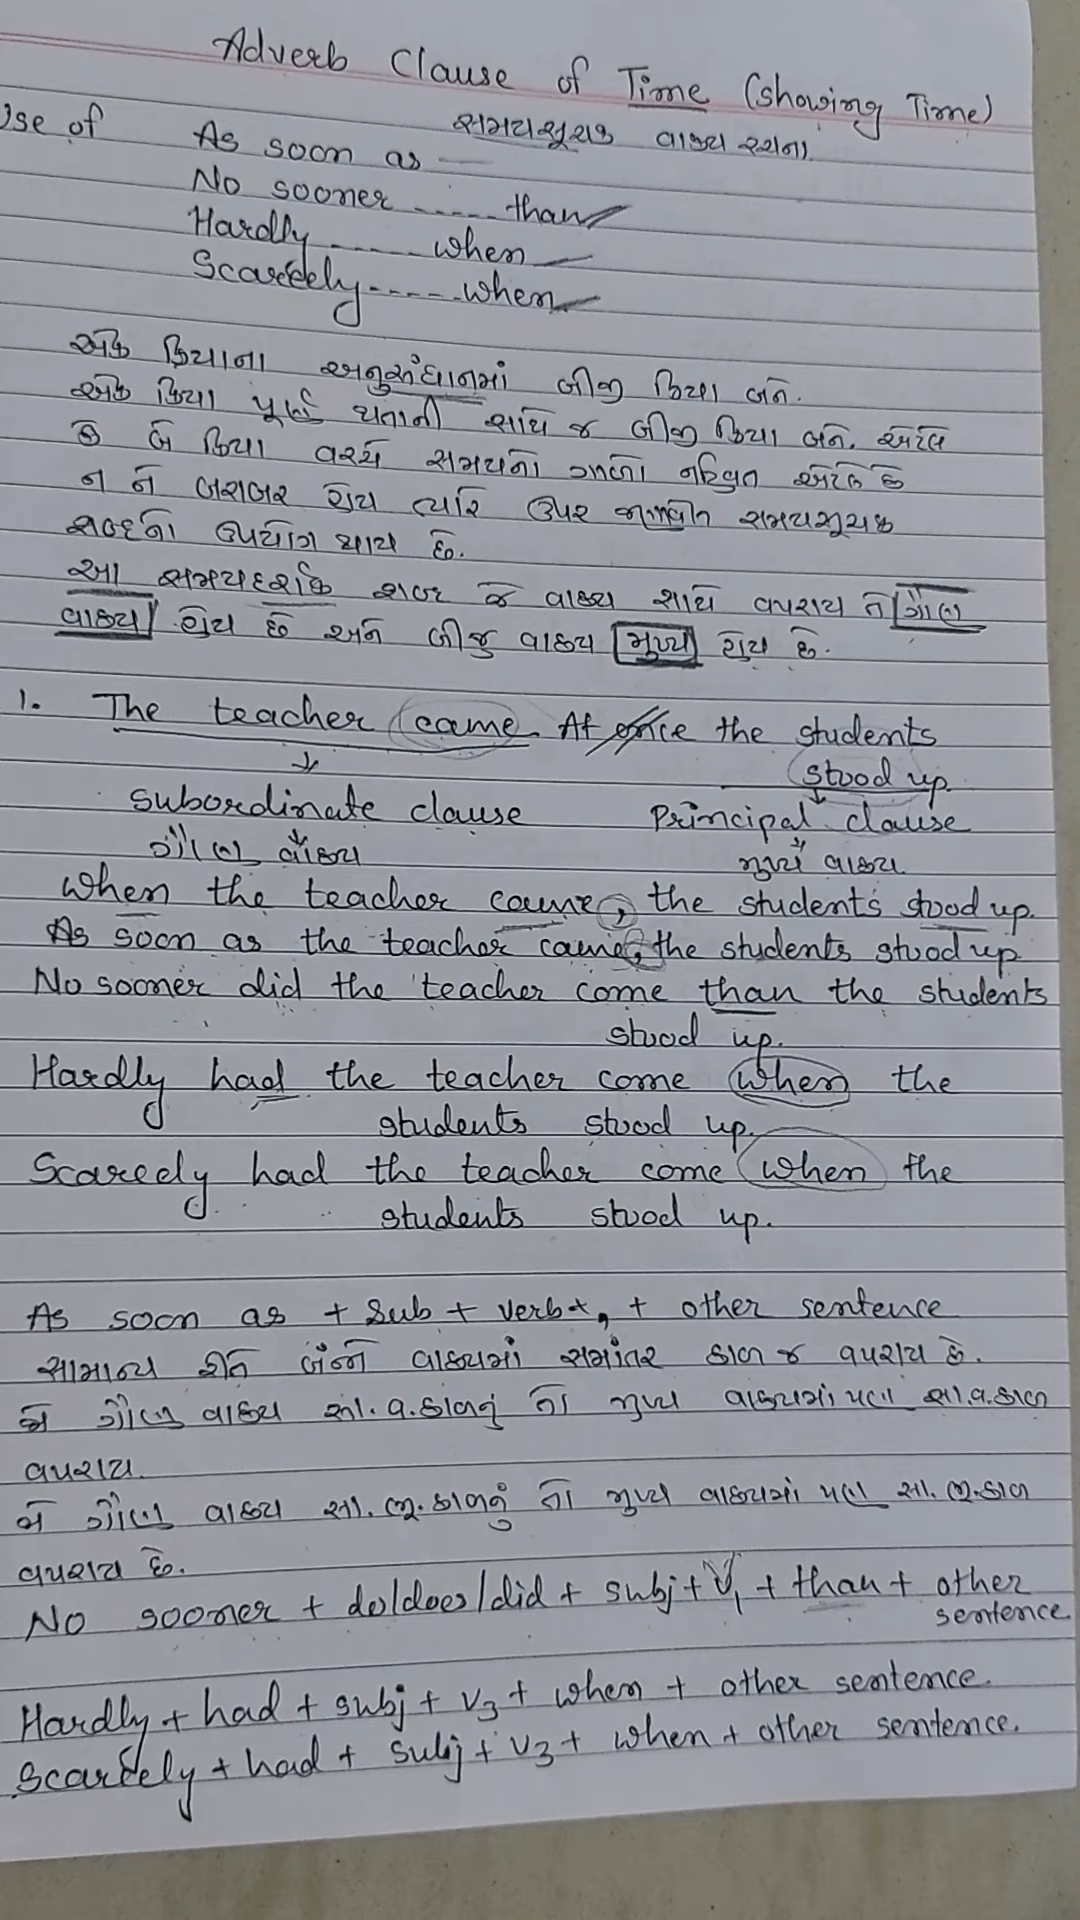 Adverb Clause of Time (showing Time)
Use of As soon as — સમયસૂચક વાક્ય રચના.
No sooner ..... than
Hardly ..... when
Scarcely ..... when
એક ક્રિયાના અનુસંધાનમાં બીજી ક્રિયા બને.
એક ક્રિયા પૂર્ણ થતાની સાથે જ બીજી ક્રિયા બને. એટલે
કે બે ક્રિયા વચ્ચે સમયનો ગાળો નહિવત એટલે કે
ન ને બરાબર હોય ત્યારે ઉપર સમયસૂચક
શબ્દનો ઉપયોગ થાય છે.
આ સમયદર્શક શબ્દ જે વાક્ય સાથે વપરાય તે ગૌણ
વાક્ય હોય છે અને બીજુ વાક્ય મુખ્ય હોય છે.
1. The teacher came. At once the students
stood up.
subordinate clause Principal clause
ગૌણ વાક્ય મુખ્ય વાક્ય
When the teacher came, the students stood up.
As soon as the teacher came, the students stood up.
No sooner did the teacher come than the students
stood up.
Hardly had the teacher come when the
students stood up.
Scarcely had the teacher come when the
students stood up.
As soon as + Sub + verb+, + other sentence
સામાન્ય રીતે બંને વાક્યમાં સમાંતર કાળ જ વપરાય છે.
જો ગૌણ વાક્ય સા. વ. કાળનું તો મુખ્ય વાક્યમાં પણ સા.વ.કાળ
વપરાય.
જો ગૌણ વાક્ય સા. ભૂ. કાળનું તો મુખ્ય વાક્યમાં પણ સા. ભૂ.કાળ
વપરાય છે.
No sooner + do/does/did + subj + V1 + than + other
sentence
Hardly + had + subj + V3 + when + other sentence.
Scarcely + had + subj + V3 + when + other sentence.